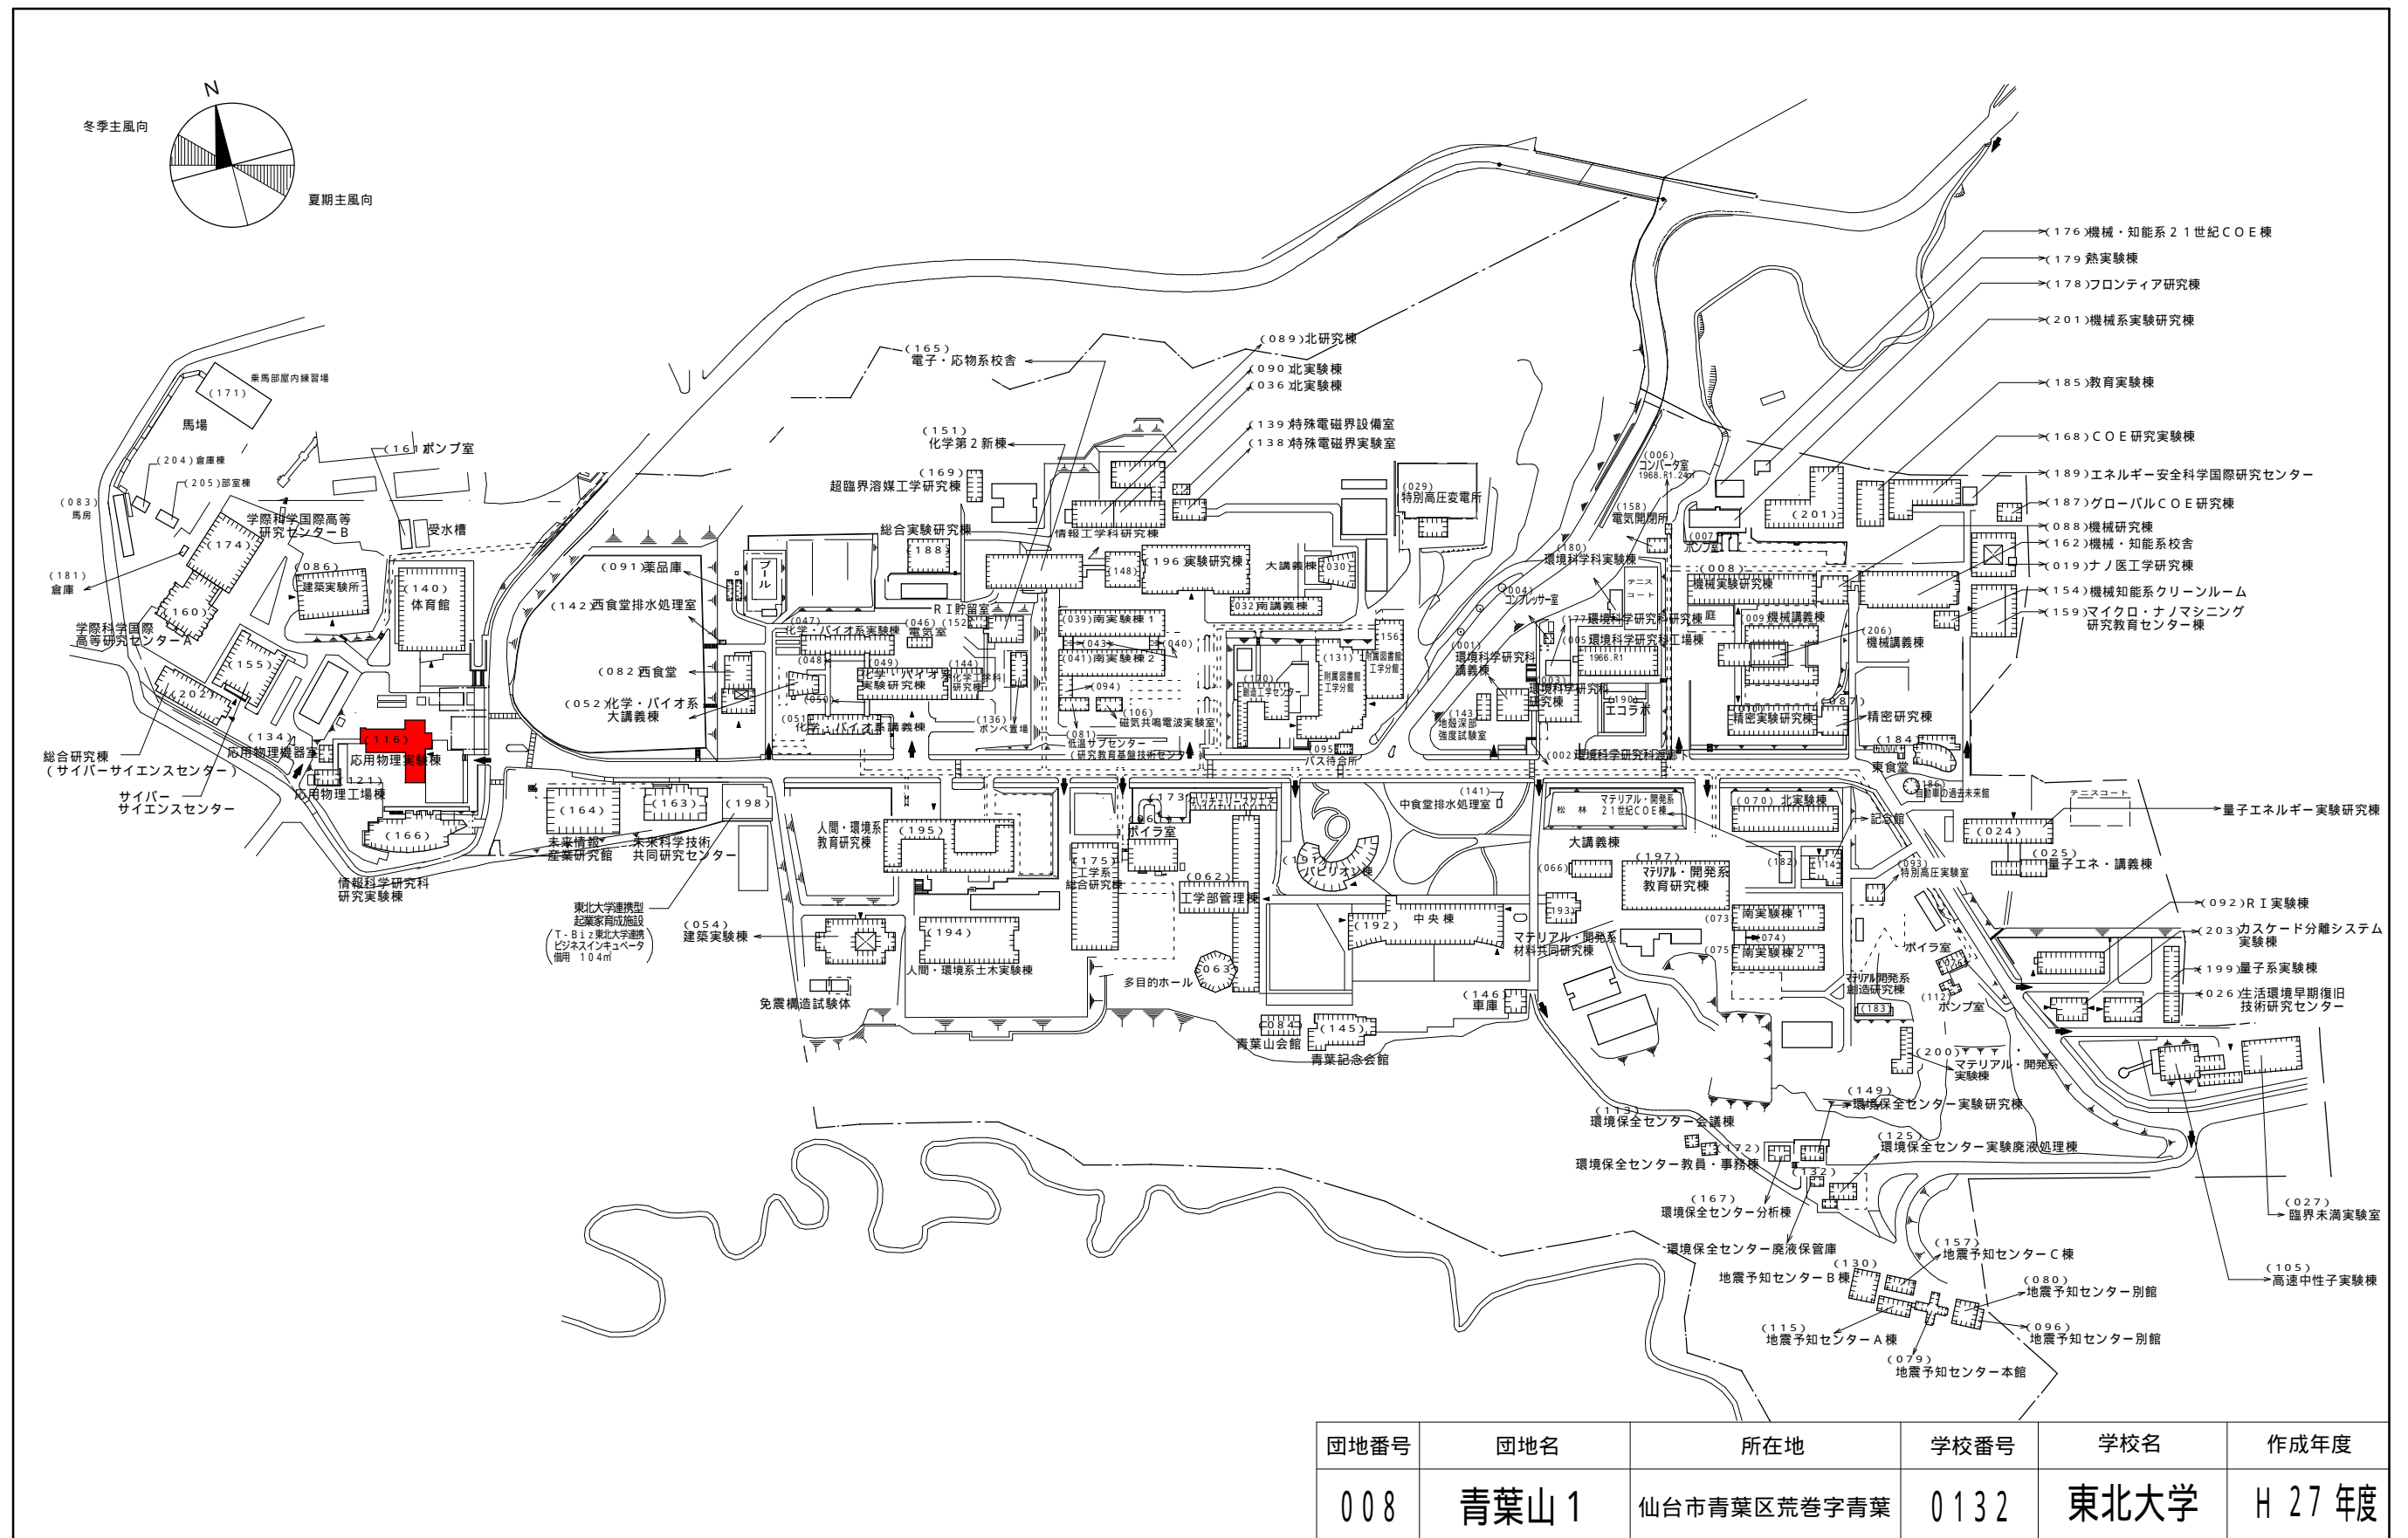 N
冬季主風向
夏期主風向
(176)機械・知能系21世紀COE棟
(179)熱実験棟
(178)フロンティア研究棟
(201)機械系実験研究棟
(185)教育実験棟
(168)COE研究実験棟
(189)エネルギー安全科学国際研究センター
(187)グローバルCOE研究棟
(088)機械研究棟
(162)機械・知能系校舎
(019)ナノ医工学研究棟
(154)機械知能系クリーンルーム
(159)マイクロ・ナノマシニング
研究教育センター棟
(206)
機械講義棟
(165)
電子・応物系校舎
(089)北研究棟
(090)北実験棟
(036)北実験棟
(139)特殊電磁界設備室
(138)特殊電磁界実験室
(151)
化学第2新棟
(169)
超臨界溶媒工学研究棟
乗馬部屋内練習場
(171)
馬場
(204)倉庫棟
(205)部室棟
(083)
馬房
(161)ポンプ室
受水槽
学際科学国際高等
研究センターB
(174)
(181)
倉庫
(160)
学際科学国際
高等研究センターA
(086)
建築実験所
(140)
体育館
(155)
(202)
(134)
応用物理機器室
(116)
応用物理実験棟
(121)
応用物理工場棟
総合研究棟
(サイバーサイエンスセンター)
サイバー
サイエンスセンター
(166)
情報科学研究科
研究実験棟
(091)薬品庫
(142)西食堂排水処理室
(082)西食堂
(052)化学・バイオ系
大講義棟
プール
総合実験研究棟
(188)
RI貯留室
(152)
(047)
化学・バイオ系実験棟
(046)
電気室
(048)
(049)
化学・バイオ系
実験研究棟
(144)
化学工学科
研究棟
(050)
(051)
化学・バイオ系講義棟
(136)
ボンベ置場
情報工学科研究棟
(148)
(196)実験研究棟
大講義棟
(030)
(032)南講義棟
(039)南実験棟1
(043)
(040)
(041)南実験棟2
(094)
(106)
磁気共鳴電波実験室
(081)
低温サブセンター
(研究教育基盤技術センター)
(029)
特別高圧変電所
(156)
附属図書館
工学分館
(131)
附属図書館
工学分館
(170)
創造工学センター
(095)
バス待合所
(006)
コンバータ室
1968.R1.24㎡
(158)
電気開閉所
(180)
環境科学科実験棟
(004)
コンプレッサー室
テニス
コート
(177)環境科学研究科研究棟
(005)環境科学研究科工場棟
1966.R1
(001)
環境科学研究科
講義棟
(003)
環境科学研究科
研究棟
(190)
エコラボ
(143)
地殻深部
強度試験室
(002)環境科学研究科渡廊下
(007)
ポンプ室
(008)
機械実験研究棟
庭
(009)機械講義棟
精密実験研究棟
(087)
精密研究棟
(184)
東食堂
(186)
自動車の過去未来館
テニスコート
(024)
量子エネルギー実験研究棟
(025)
量子エネ・講義棟
(164)
未来情報
産業研究館
(163)
未来科学技術
共同研究センター
(198)
東北大学連携型
起業家育成施設
(T-Biz東北大学連携
ビジネスインキュベータ
借用 104㎡)
(054)
建築実験棟
免震構造試験体
人間・環境系
教育研究棟
(195)
(194)
人間・環境系土木実験棟
(175)
工学系
総合研究棟
(173)
ボイラ室
(062)
工学部管理棟
(063)
多目的ホール
(191)
パビリオン棟
(141)
中食堂排水処理室
(192)
中央棟
(084)
青葉山会館
(145)
青葉記念会館
(146)
車庫
松林
マテリアル・開発系
21世紀COE棟
大講義棟
(066)
(193)
マテリアル・開発系
材料共同研究棟
(197)
マテリアル・開発系
教育研究棟
(070)北実験棟
記念館
(182)
(114)
(073)
南実験棟1
(074)
(075)
南実験棟2
(093)
特別高圧実験室
ボイラ室
(076)
マテリアル開発系
創造研究棟
(183)
(112)
ポンプ室
(200)
マテリアル・開発系
実験棟
(092)RI実験棟
(203)カスケード分離システム
実験棟
(199)量子系実験棟
(026)生活環境早期復旧
技術研究センター
(149)
環境保全センター実験研究棟
(113)
環境保全センター会議棟
(172)
環境保全センター教員・事務棟
(125)
環境保全センター実験廃液処理棟
(132)
(167)
環境保全センター分析棟
環境保全センター廃液保管庫
(157)
地震予知センターC棟
(130)
地震予知センターB棟
(080)
地震予知センター別館
(115)
地震予知センターA棟
(096)
地震予知センター別館
(079)
地震予知センター本館
(027)
臨界未満実験室
(105)
高速中性子実験棟
団地番号 団地名 所在地 学校番号 学校名 作成年度
008 青葉山1 仙台市青葉区荒巻字青葉 0132 東北大学 H27年度